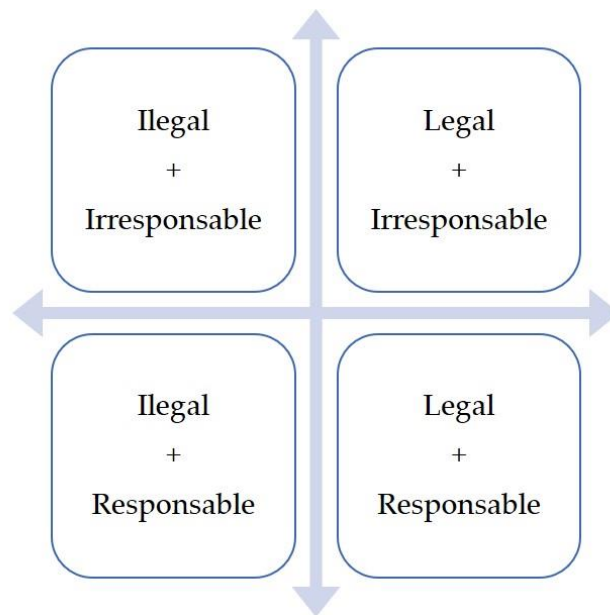 Ilegal
+
Irresponsable
Legal
+
Irresponsable
Ilegal
+
Responsable
Legal
+
Responsable